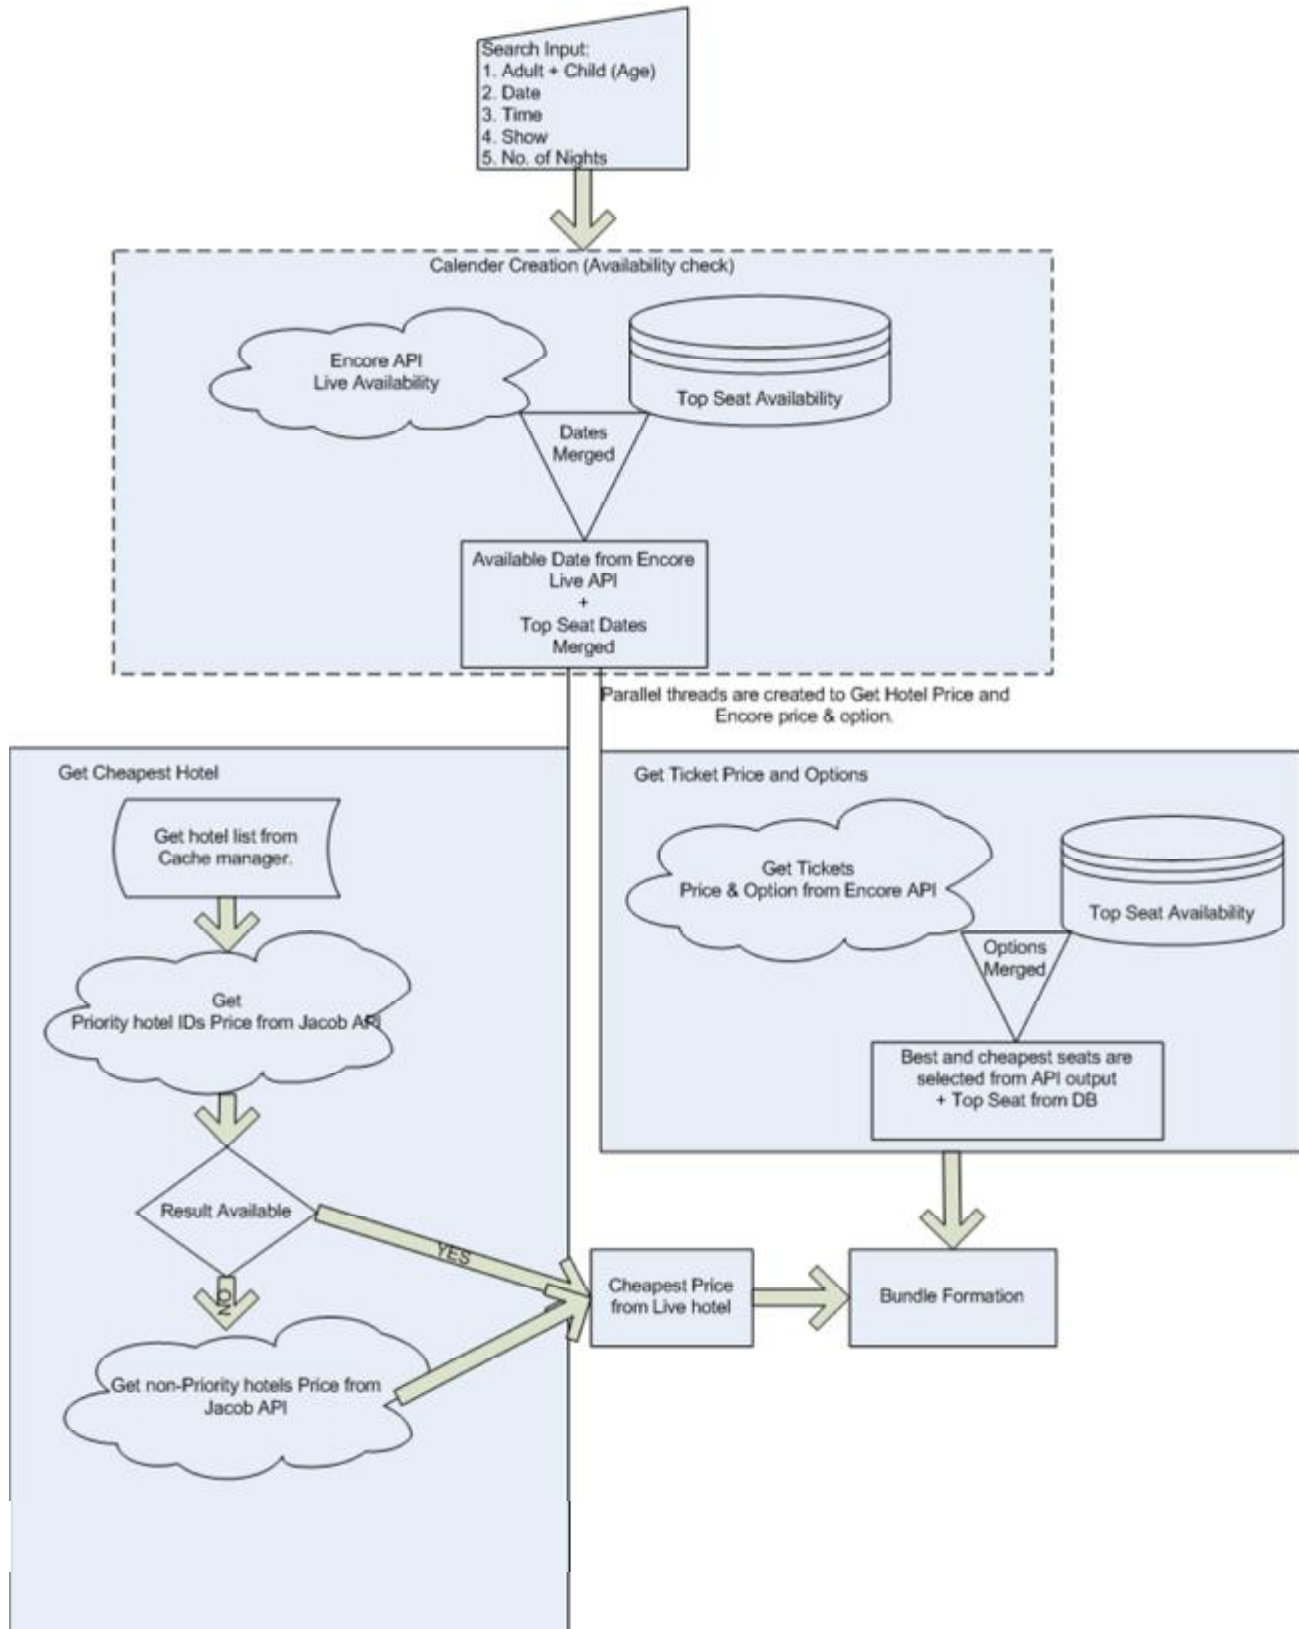 Search Input:
1. Adult + Child (Age)
2. Date
3. Time
4. Show
5. No. of Nights
Calender Creation (Availability check)
Encore API
Live Availability
Top Seat Availability
Dates
Merged
Available Date from Encore
Live API
+
Top Seat Dates
Merged
Parallel threads are created to Get Hotel Price and
Encore price & option.
Get Cheapest Hotel
Get hotel list from
Cache manager.
Get
Priority hotel IDs Price from Jacob API
Result Available
YES
NO
Get non-Priority hotels Price from
Jacob API
Get Ticket Price and Options
Get Tickets
Price & Option from Encore API
Top Seat Availability
Options
Merged
Best and cheapest seats are
selected from API output
+ Top Seat from DB
Cheapest Price
from Live hotel
Bundle Formation